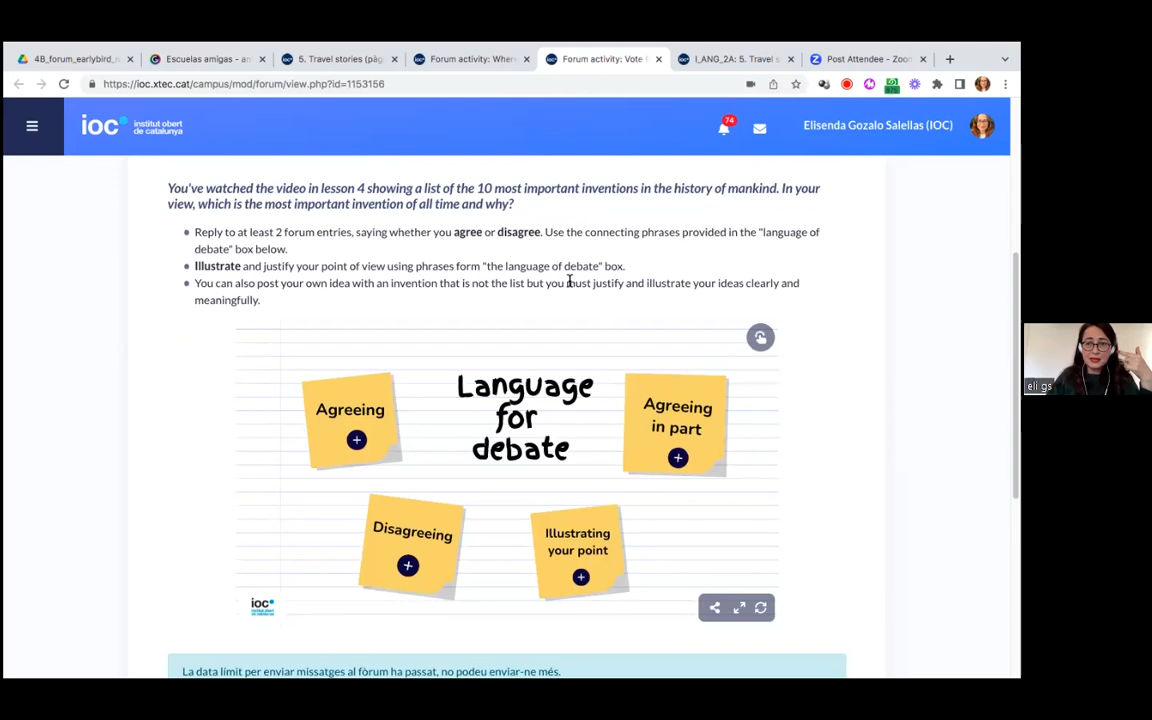 4B_forum_earlybird_
Escuelas amigas - a
5. Travel stories (pàg
Forum activity: Where
Forum activity: Vote f
I_ANG_2A: 5. Travel s
Post Attendee - Zoom
https://ioc.xtec.cat/campus/mod/forum/view.php?id=1153156
ioc institut obert
de catalunya
74
Elisenda Gozalo Salellas (IOC)
You've watched the video in lesson 4 showing a list of the 10 most important inventions in the history of mankind. In your
view, which is the most important invention of all time and why?
Reply to at least 2 forum entries, saying whether you agree or disagree. Use the connecting phrases provided in the "language of
debate" box below.
Illustrate and justify your point of view using phrases form "the language of debate" box.
You can also post your own idea with an invention that is not the list but you must justify and illustrate your ideas clearly and
meaningfully.
Language
for
debate
Agreeing
Agreeing
in part
Disagreeing
Illustrating
your point
ioc
La data límit per enviar missatges al fòrum ha passat, no podeu enviar-ne més.
eli gs